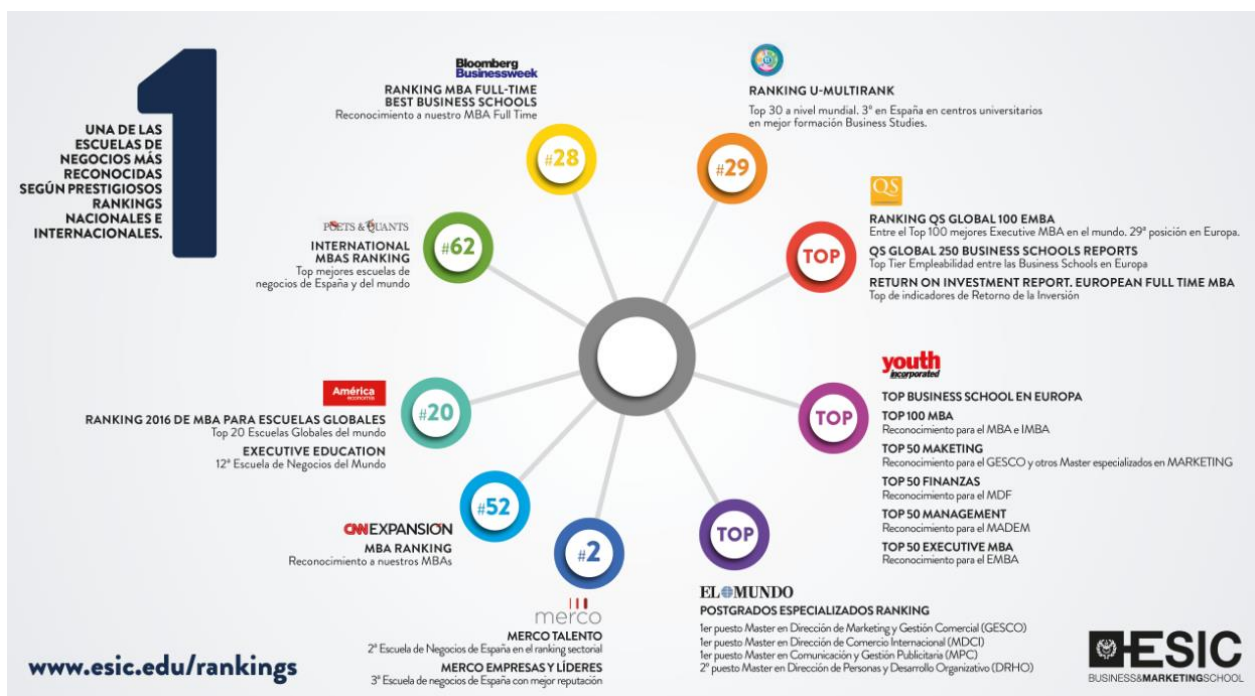 1
UNA DE LAS
ESCUELAS DE
NEGOCIOS MÁS
RECONOCIDAS
SEGÚN PRESTIGIOSOS
RANKINGS
NACIONALES E
INTERNACIONALES.
Bloomberg
Businessweek
RANKING MBA FULL-TIME
BEST BUSINESS SCHOOLS
Reconocimiento a nuestro MBA Full Time
#28
RANKING U-MULTIRANK
Top 30 a nivel mundial. 3º en España en centros universitarios
en mejor formación Business Studies.
#29
POETS & QUANTS
INTERNATIONAL
MBAS RANKING
Top mejores escuelas de
negocios de España y del mundo
#62
QS
RANKING QS GLOBAL 100 EMBA
Entre el Top 100 mejores Executive MBA en el mundo. 29ª posición en Europa.
QS GLOBAL 250 BUSINESS SCHOOLS REPORTS
Top Tier Empleabilidad entre las Business Schools en Europa
RETURN ON INVESTMENT REPORT. EUROPEAN FULL TIME MBA
Top de indicadores de Retorno de la Inversión
TOP
América
economía
RANKING 2016 DE MBA PARA ESCUELAS GLOBALES
Top 20 Escuelas Globales del mundo
EXECUTIVE EDUCATION
12ª Escuela de Negocios del Mundo
#20
youth
incorporated
TOP BUSINESS SCHOOL EN EUROPA
TOP 100 MBA
Reconocimiento para el MBA e IMBA
TOP 50 MAKETING
Reconocimiento para el GESCO y otros Master especializados en MARKETING
TOP 50 FINANZAS
Reconocimiento para el MDF
TOP 50 MANAGEMENT
Reconocimiento para el MADEM
TOP 50 EXECUTIVE MBA
Reconocimiento para el EMBA
TOP
CNNEXPANSIÓN
MBA RANKING
Reconocimiento a nuestros MBAs
#52
#2
merco
MERCO TALENTO
2ª Escuela de Negocios de España en el ranking sectorial
MERCO EMPRESAS Y LÍDERES
3ª Escuela de negocios de España con mejor reputación
TOP
EL MUNDO
POSTGRADOS ESPECIALIZADOS RANKING
1er puesto Master en Dirección de Marketing y Gestión Comercial (GESCO)
1er puesto Master en Dirección de Comercio Internacional (MDCI)
1er puesto Master en Comunicación y Gestión Publicitaria (MPC)
2º puesto Master en Dirección de Personas y Desarrollo Organizativo (DRHO)
www.esic.edu/rankings
ESIC
BUSINESS&MARKETINGSCHOOL